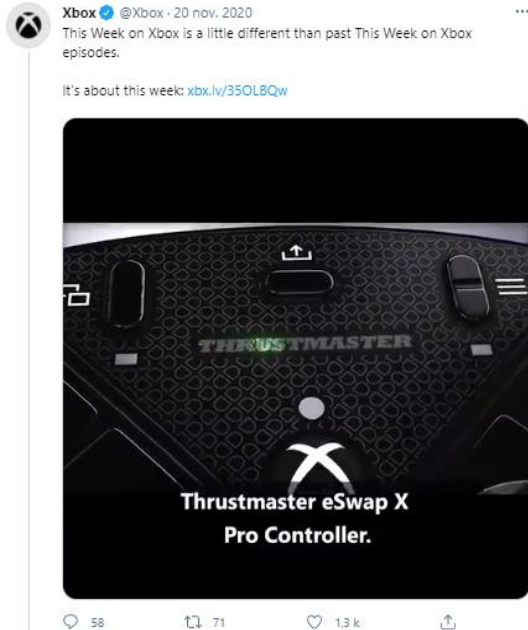 Xbox @Xbox · 20 nov. 2020
This Week on Xbox is a little different than past This Week on Xbox
episodes.
It's about this week: xbx.lv/35OLBQw
THRUSTMASTER
Thrustmaster eSwap X
Pro Controller.
58 71 1,3 k